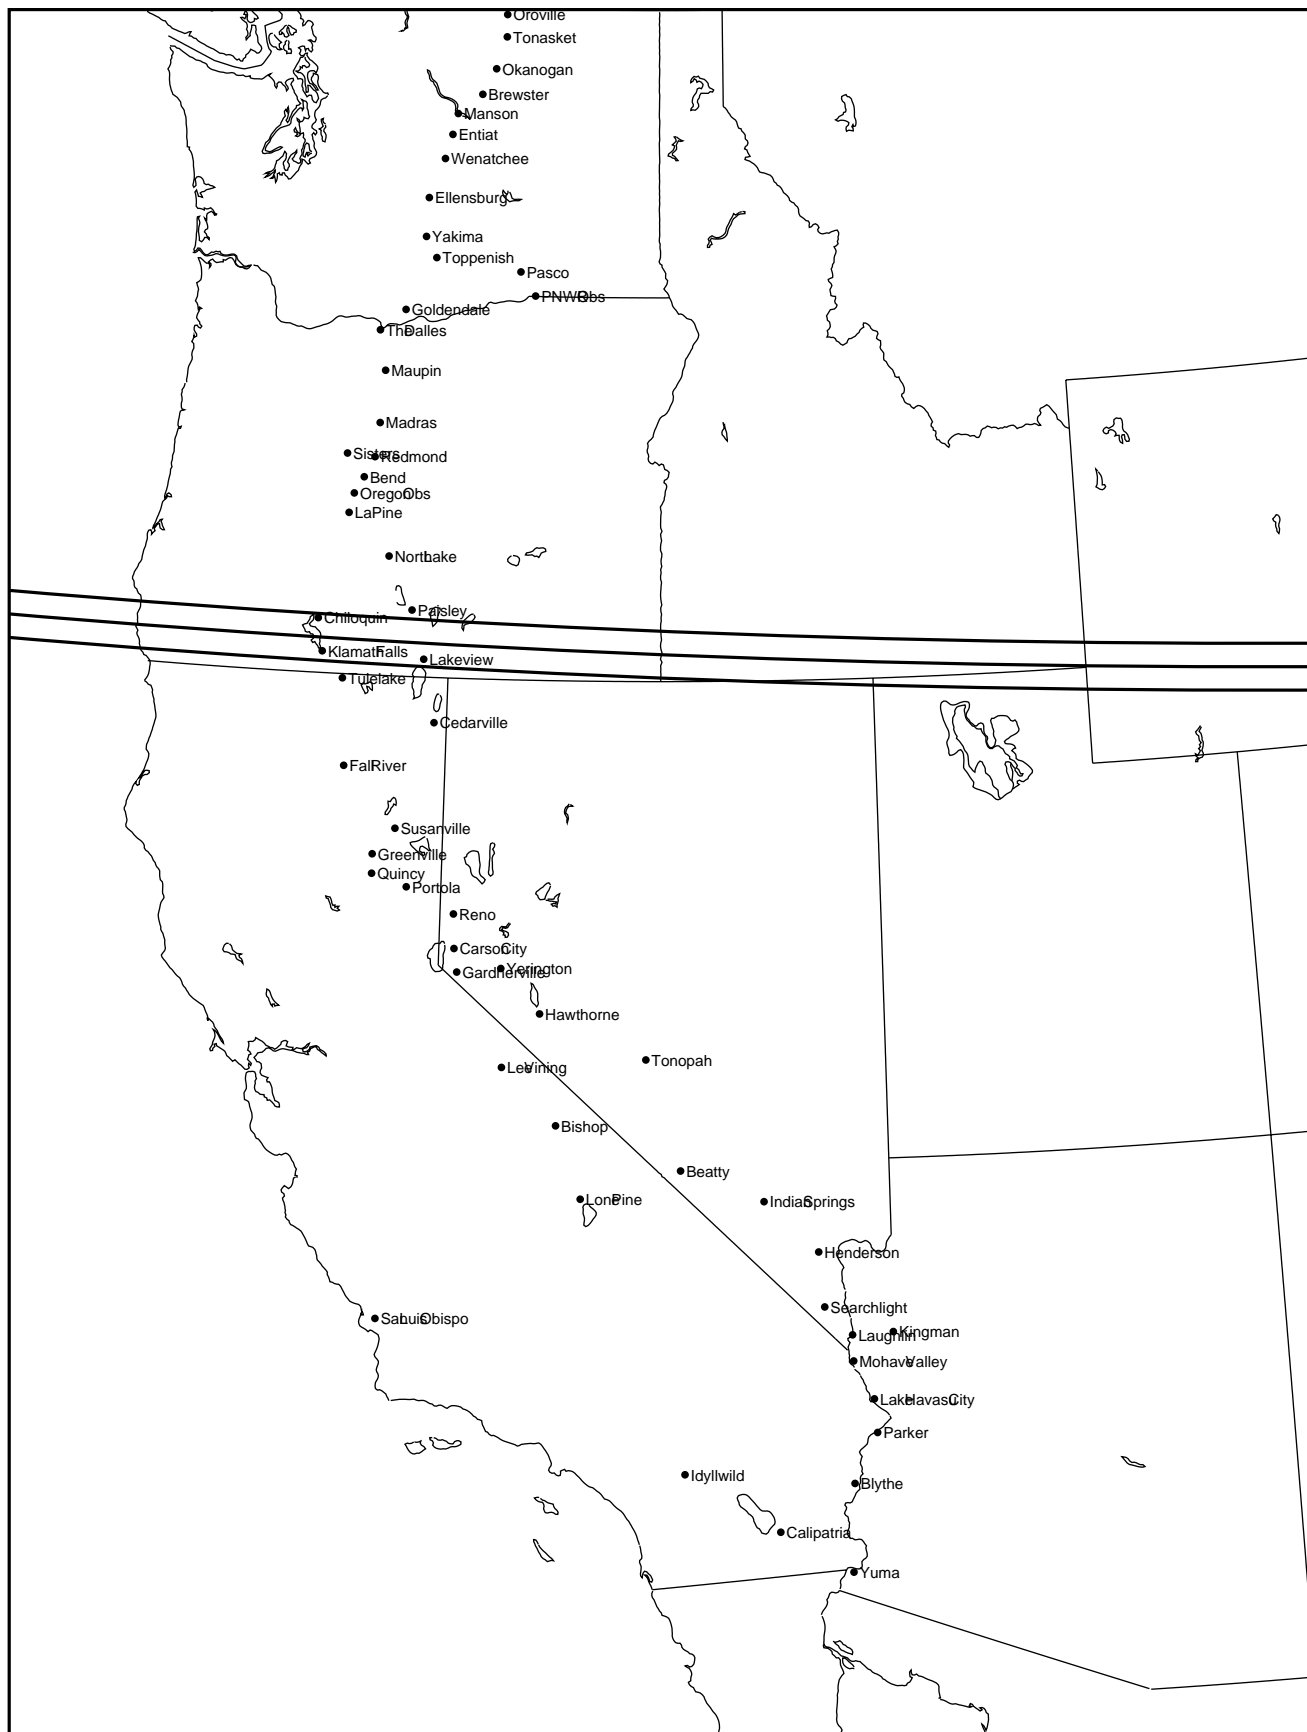 Oroville
Tonasket
Okanogan
Brewster
Manson
Entiat
Wenatchee
Ellensburg
Yakima
Toppenish
Pasco
PNWRObs
Goldendale
TheDalles
Maupin
Madras
Sisters
Redmond
Bend
OregonObs
LaPine
NorthLake
Paisley
Chiloquin
KlamathFalls
Lakeview
Tulelake
Cedarville
FallRiver
Susanville
Greenville
Quincy
Portola
Reno
CarsonCity
Yerington
Gardnerville
Hawthorne
Tonopah
LeeVining
Bishop
Beatty
LonePine
IndianSprings
Henderson
Searchlight
SanLuisObispo
Kingman
Laughlin
MohaveValley
LakeHavasuCity
Parker
Idyllwild
Blythe
Calipatria
Yuma